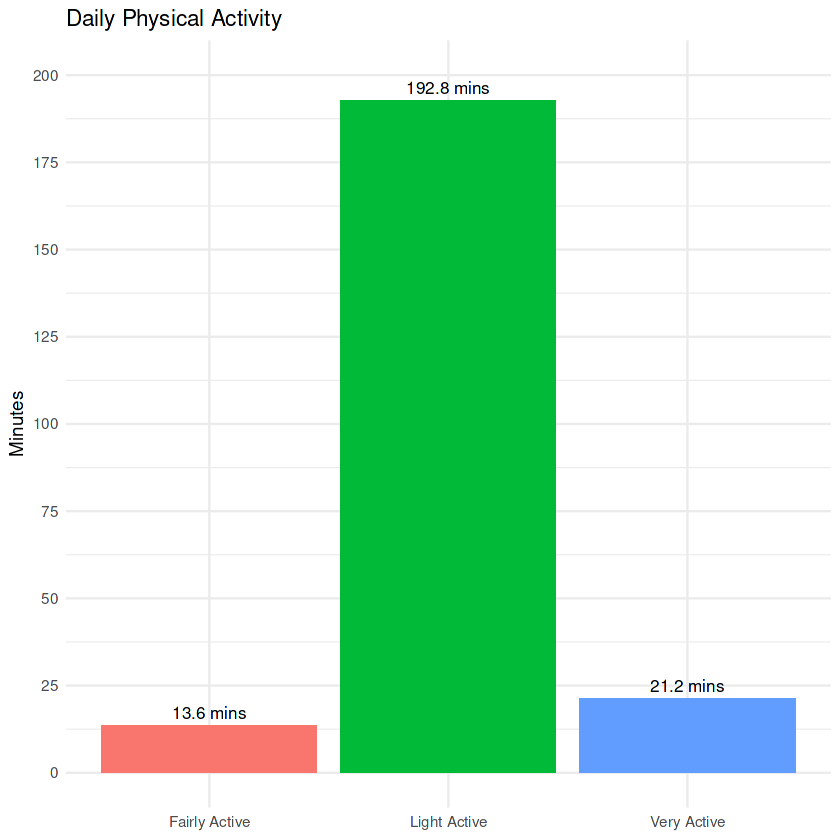 Daily Physical Activity
200
175
150
125
100
75
50
25
0
Minutes
192.8 mins
21.2 mins
13.6 mins
Fairly Active
Light Active
Very Active